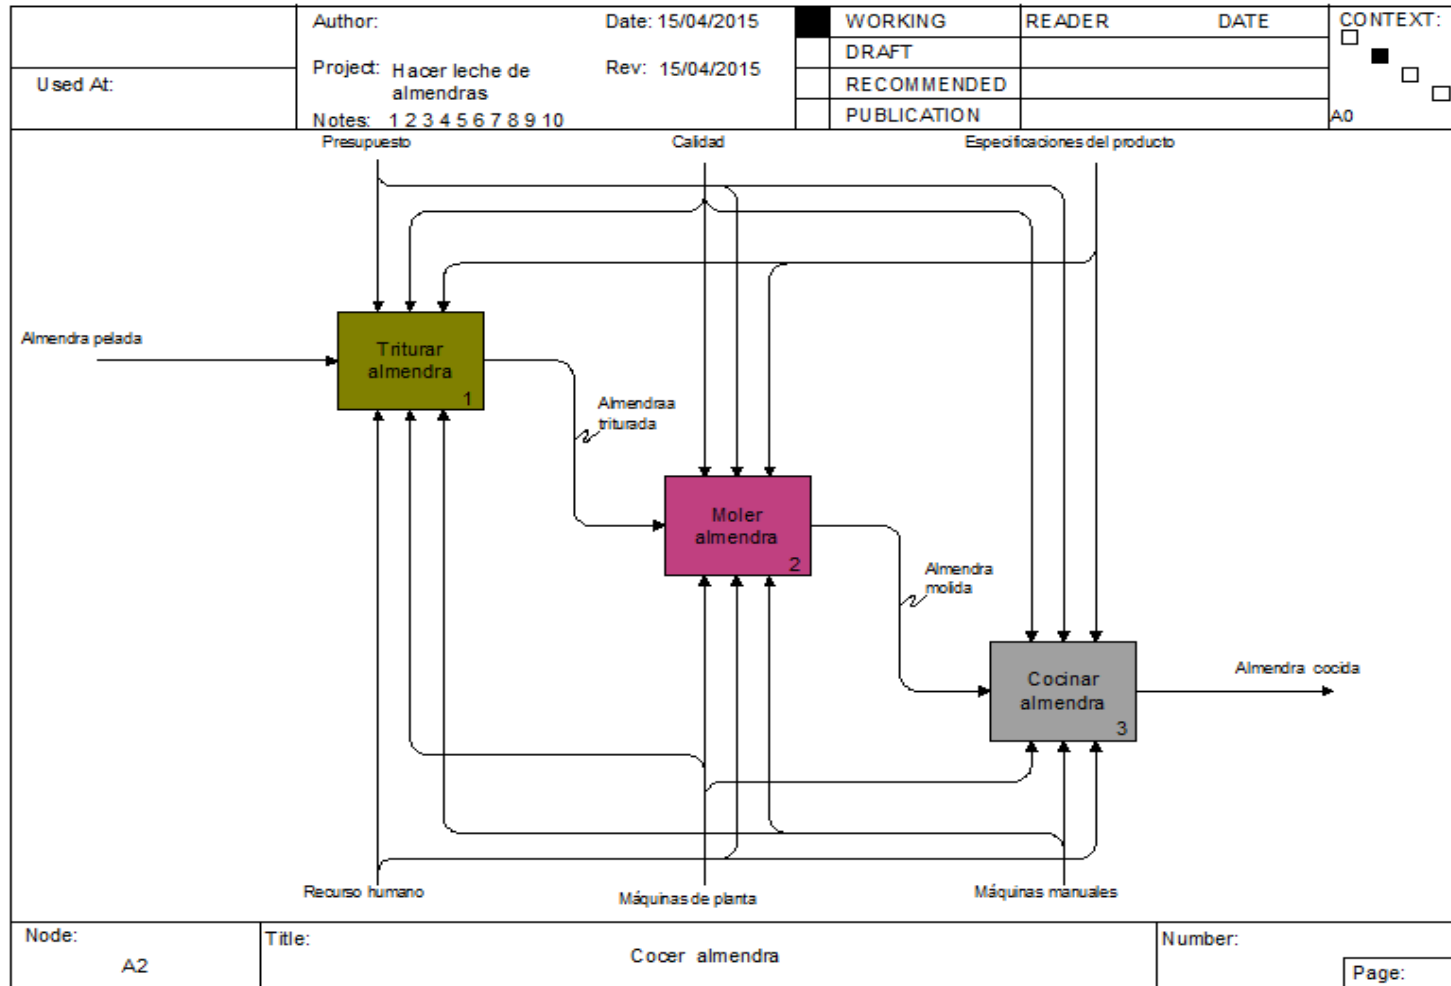 Author:
Date: 15/04/2015
WORKING
READER
DATE
CONTEXT:
DRAFT
Used At:
Project: Hacer leche de
almendras
Rev: 15/04/2015
RECOMMENDED
Notes: 1 2 3 4 5 6 7 8 9 10
PUBLICATION
A0
Presupuesto
Calidad
Especificaciones del producto
Almendra pelada
Triturar
almendra
1
Almendraa
triturada
Moler
almendra
2
Almendra
molida
Cocinar
almendra
3
Almendra cocida
Recurso humano
Máquinas de planta
Máquinas manuales
Node:
A2
Title:
Cocer almendra
Number:
Page: